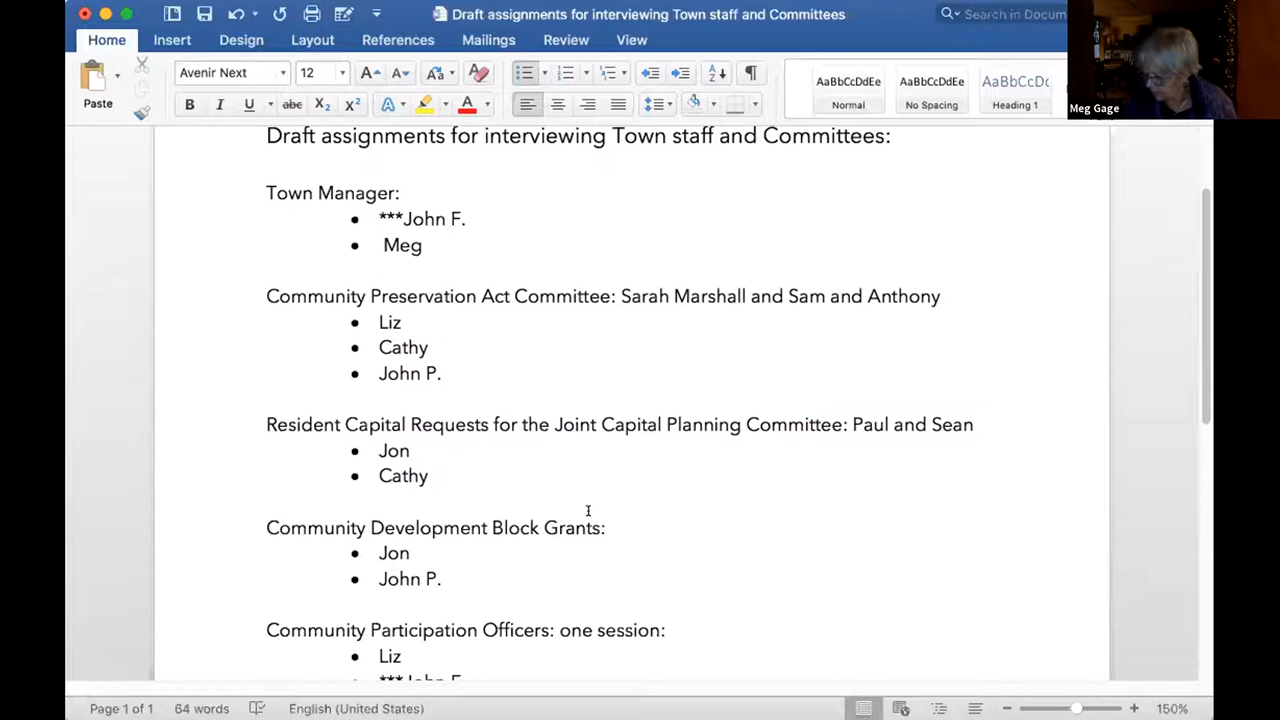 Draft assignments for interviewing Town staff and Committees
Search in Docum
Home Insert Design Layout References Mailings Review View
Paste
Avenir Next 12
AaBbCcDdEe AaBbCcDdEe AaBbCcDc
Normal No Spacing Heading 1
Meg Gage
Draft assignments for interviewing Town staff and Committees:
Town Manager:
• ***John F.
• Meg
Community Preservation Act Committee: Sarah Marshall and Sam and Anthony
• Liz
• Cathy
• John P.
Resident Capital Requests for the Joint Capital Planning Committee: Paul and Sean
• Jon
• Cathy
Community Development Block Grants:
• Jon
• John P.
Community Participation Officers: one session:
• Liz
• ***John F.
Page 1 of 1 64 words English (United States) 150%